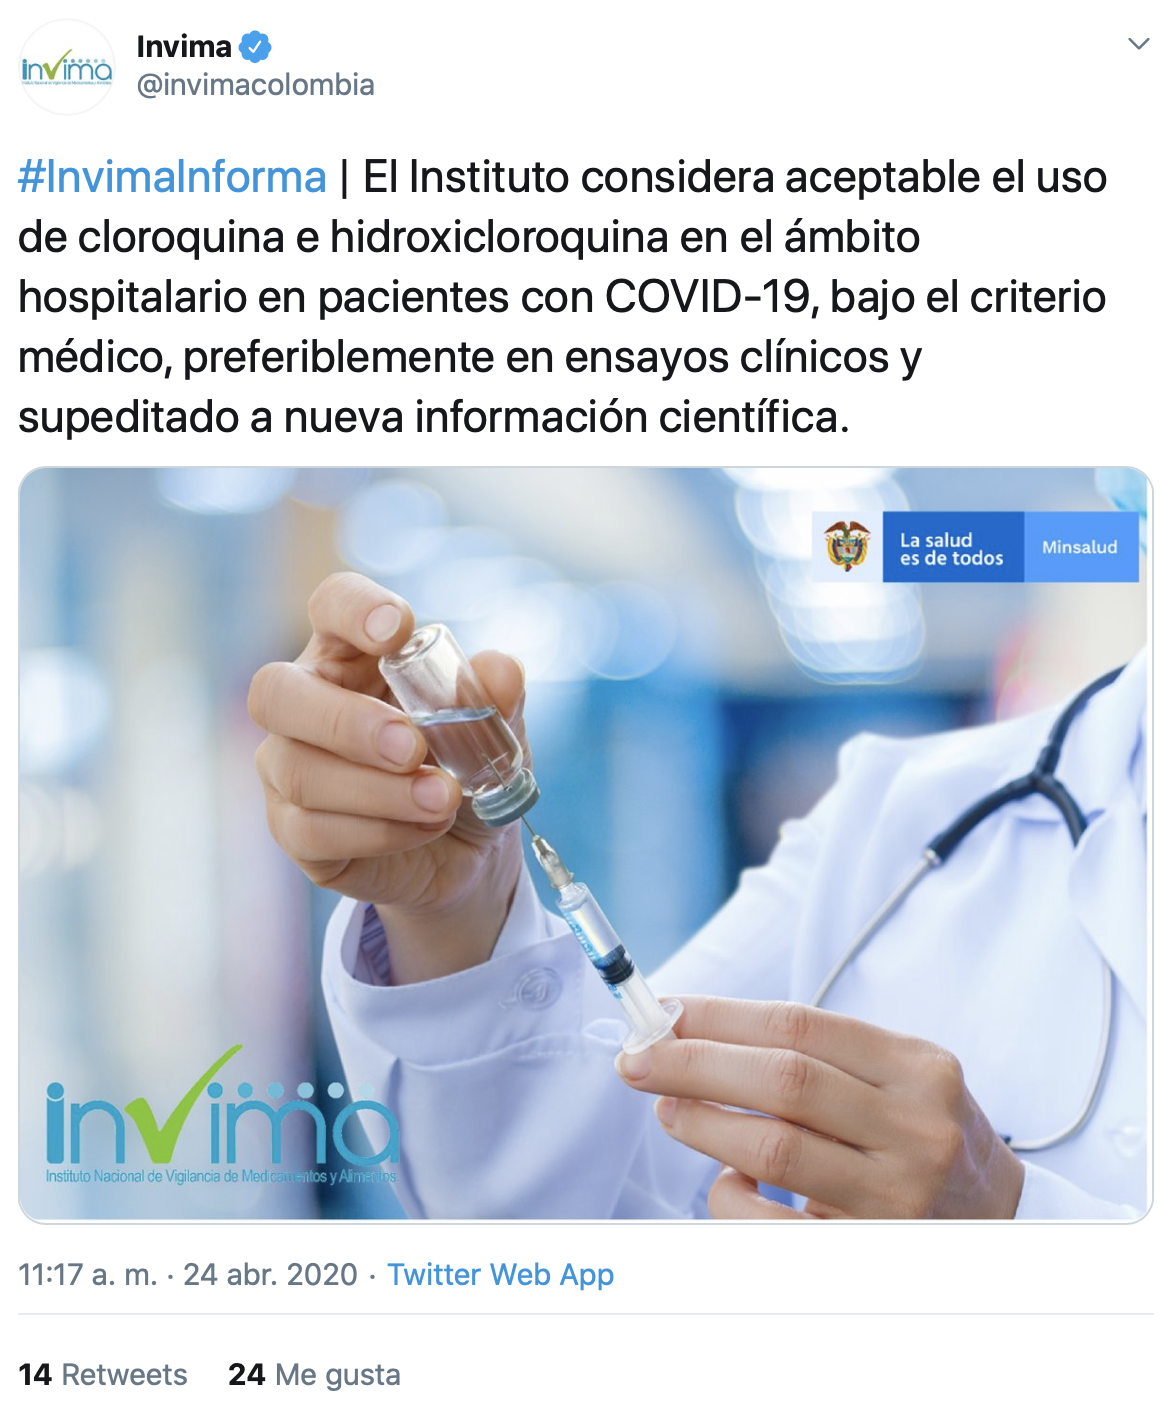 invima
Invima
@invimacolombia
#InvimaInforma | El Instituto considera aceptable el uso
de cloroquina e hidroxicloroquina en el ámbito
hospitalario en pacientes con COVID-19, bajo el criterio
médico, preferiblemente en ensayos clínicos y
supeditado a nueva información científica.
La salud
es de todos
Minsalud
invima
Instituto Nacional de Vigilancia de Medicamentos y Alimentos
11:17 a. m. · 24 abr. 2020 · Twitter Web App
14 Retweets 24 Me gusta